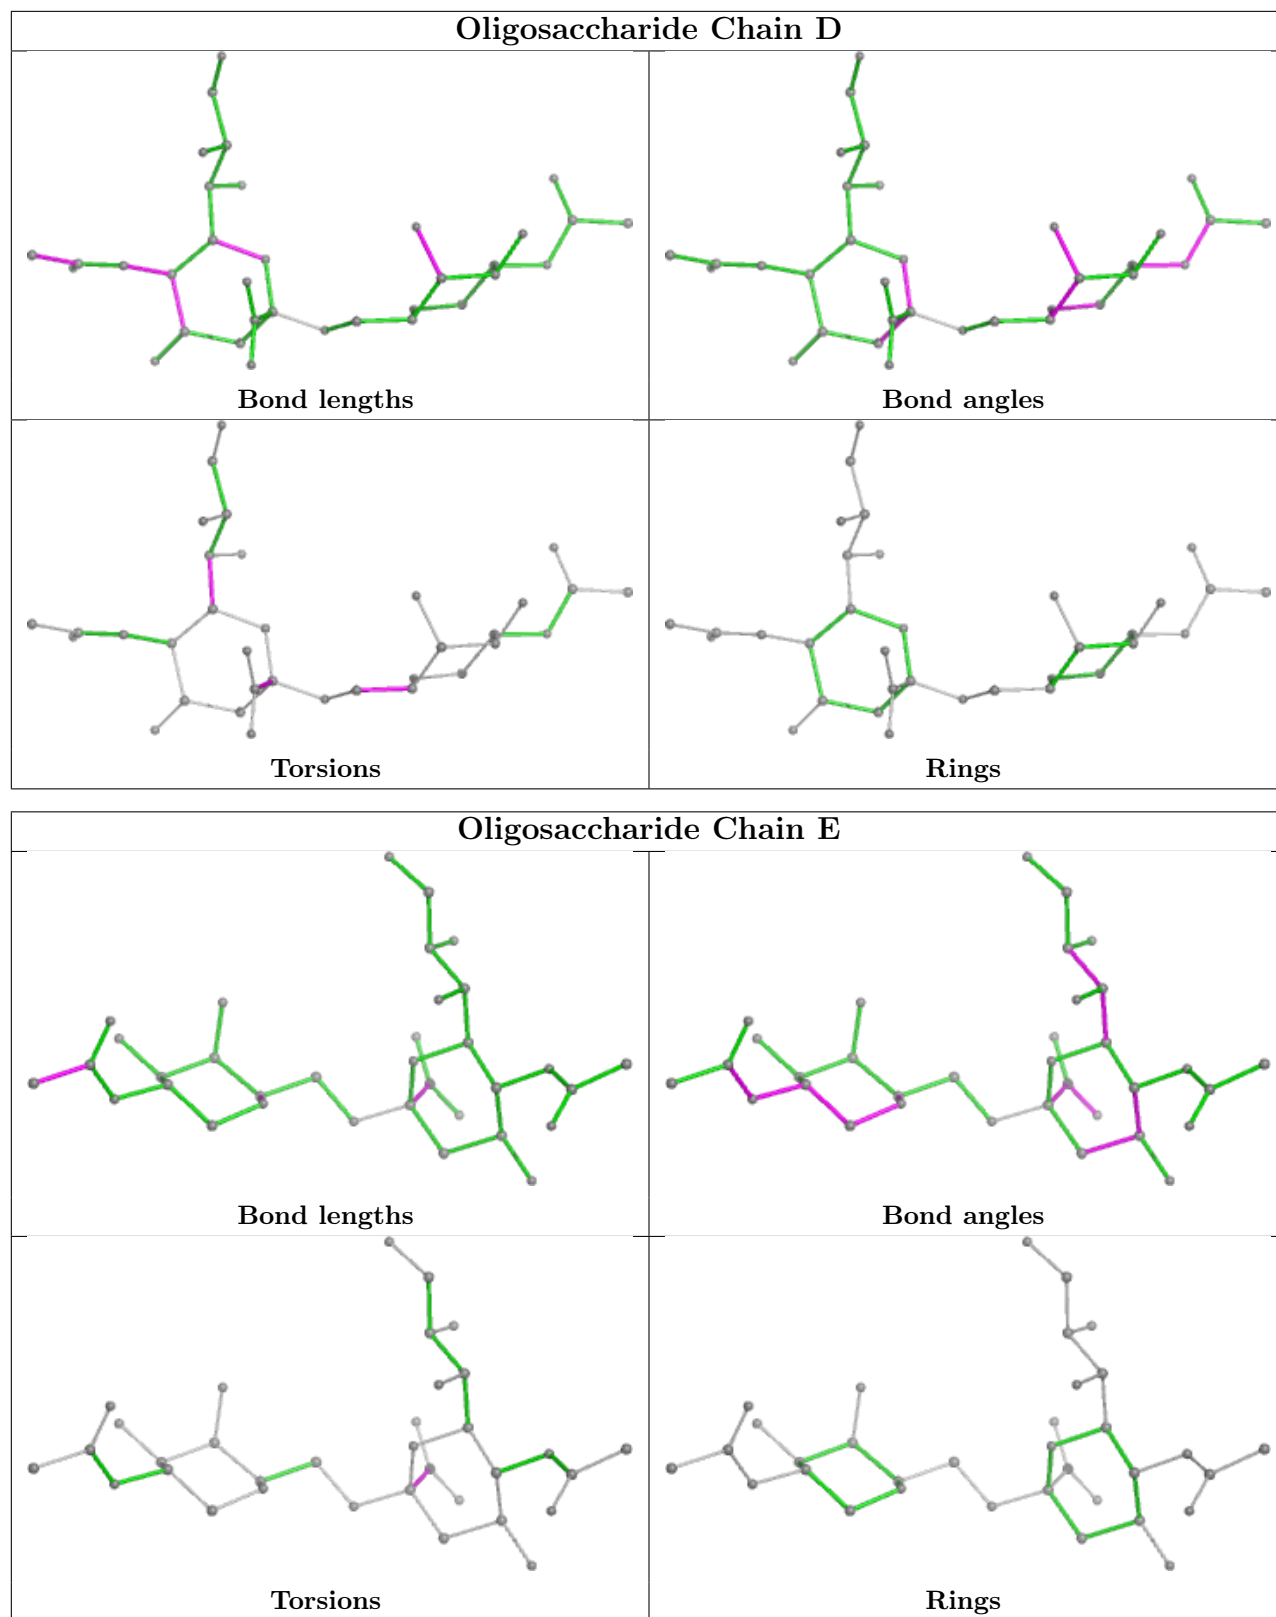 Oligosaccharide Chain D
Bond lengths
Bond angles
Torsions
Rings
Oligosaccharide Chain E
Bond lengths
Bond angles
Torsions
Rings